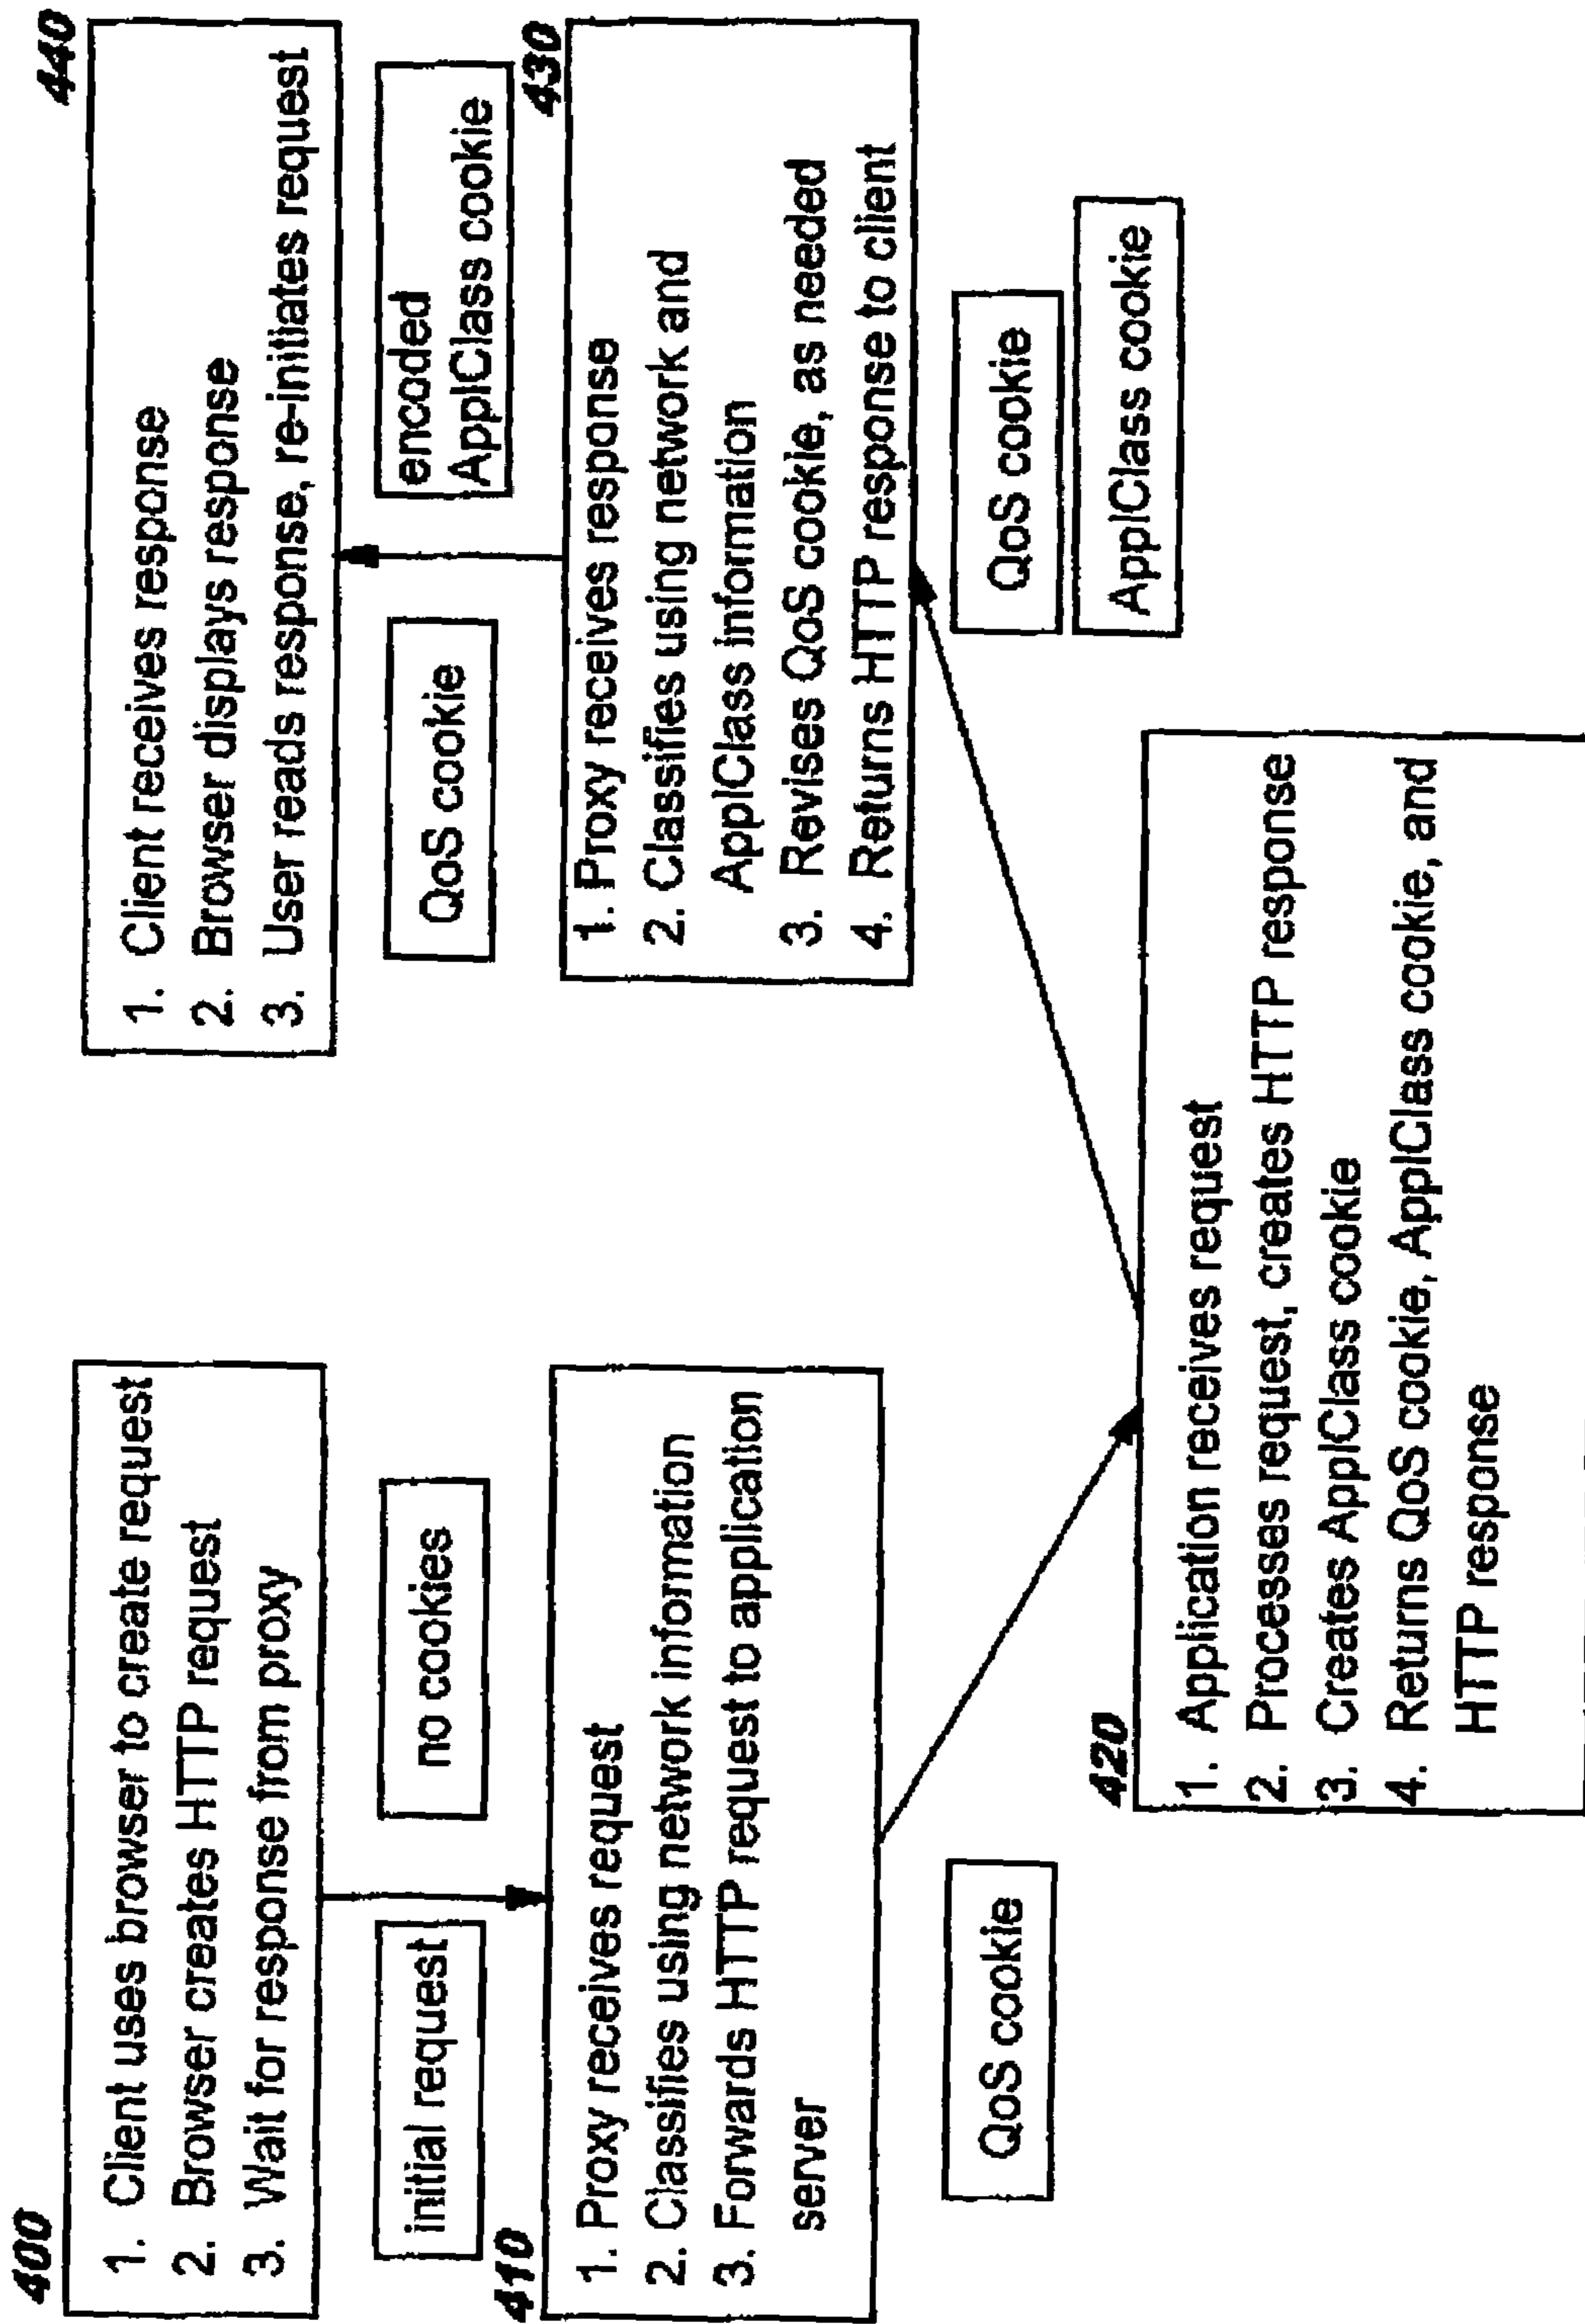 400
1. Client uses browser to create request
2. Browser creates HTTP request
3. Wait for response from proxy
initial request
no cookies
410
1. Proxy receives request
2. Classifies using network information
3. Forwards HTTP request to application
server
QoS cookie
420
1. Application receives request
2. Processes request, creates HTTP response
3. Creates ApplClass cookie
4. Returns QoS cookie, ApplClass cookie, and
HTTP response
QoS cookie
ApplClass cookie
430
1. Proxy receives response
2. Classifies using network and
ApplClass information
3. Revises QoS cookie, as needed
4. Returns HTTP response to client
QoS cookie
encoded
ApplClass cookie
440
1. Client receives response
2. Browser displays response
3. User reads response, re-initiates request